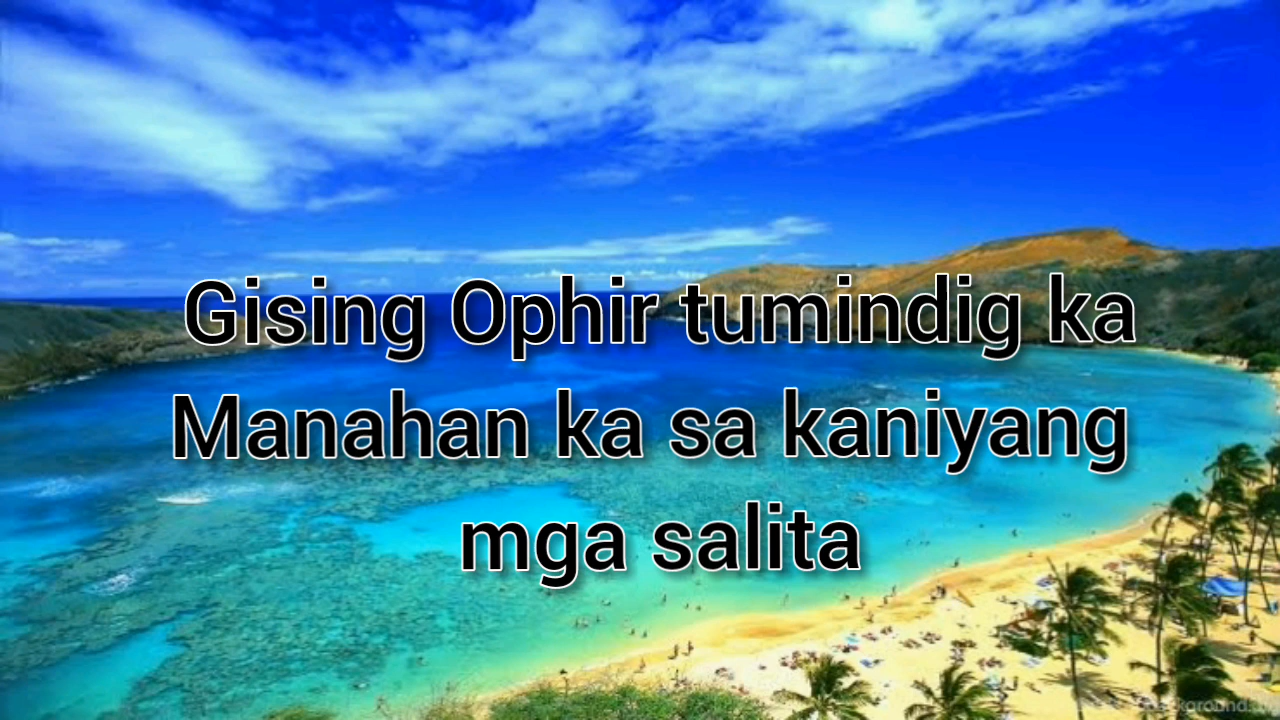 Gising Ophir tumindig ka
Manahan ka sa kaniyang
mga salita